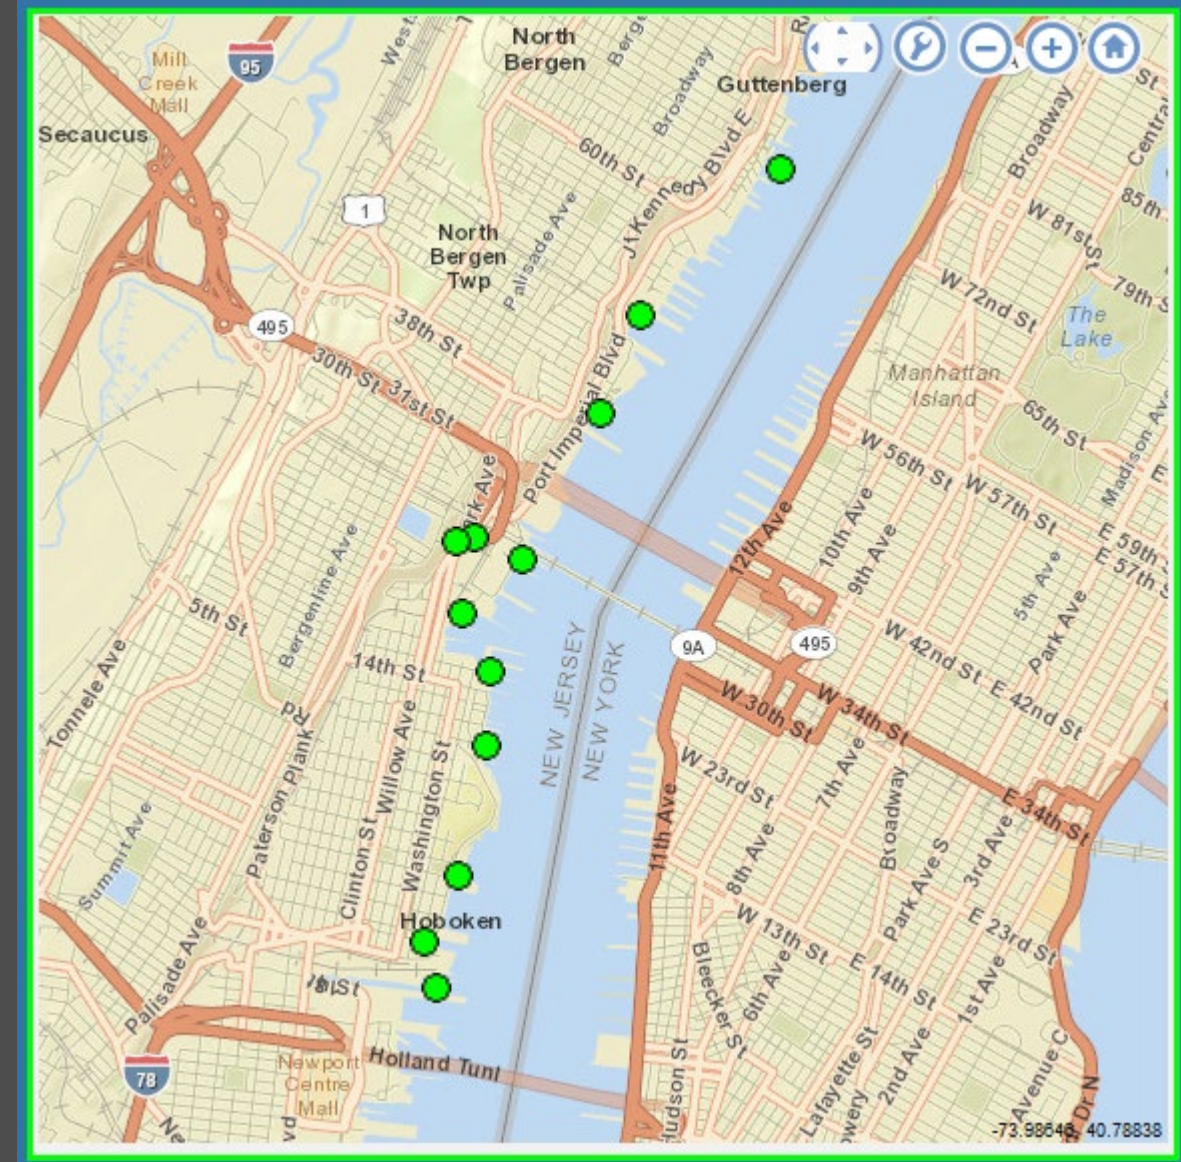 North
Bergen
Guttenberg
Mill
Creek
Mall
95
Secaucus
Broadway
Broadway
St
60th St
J F Kennedy Blvd E
85th
W 81st St
79th S
1
North
Bergen
Twp
Palisade Ave
W 72nd St
The
Lake
495
38th St
30th St
31st St
Port Imperial Blvd
Manhattan
Island
65th St
Madison Ave
W 56th St
W 57th St
E 59th
E 57th S
12th Ave
10th Ave
9th Ave
5th Ave
Park Ave
Bergenline Ave
5th St
Tonnele Ave
14th St
NEW JERSEY
NEW YORK
9A
495
W 42nd St
E 42nd St
W 30th St
W 34th St
E 34th St
Paterson Plank Rd
Willow Ave
Washington St
Clinton St
Summit Ave
W 23rd St
7th Ave
Broadway
11th Ave
8th Ave
Park Ave S
3rd Ave
Hoboken
W 13th St
E 14th St
E 23rd St
Palisade Ave
Bleecker St
6th Ave
1st Ave
78
Newport
Centre
Mall
Holland Tunl
Hudson St
Lafayette St
2nd Ave
Avenue C
Dr N